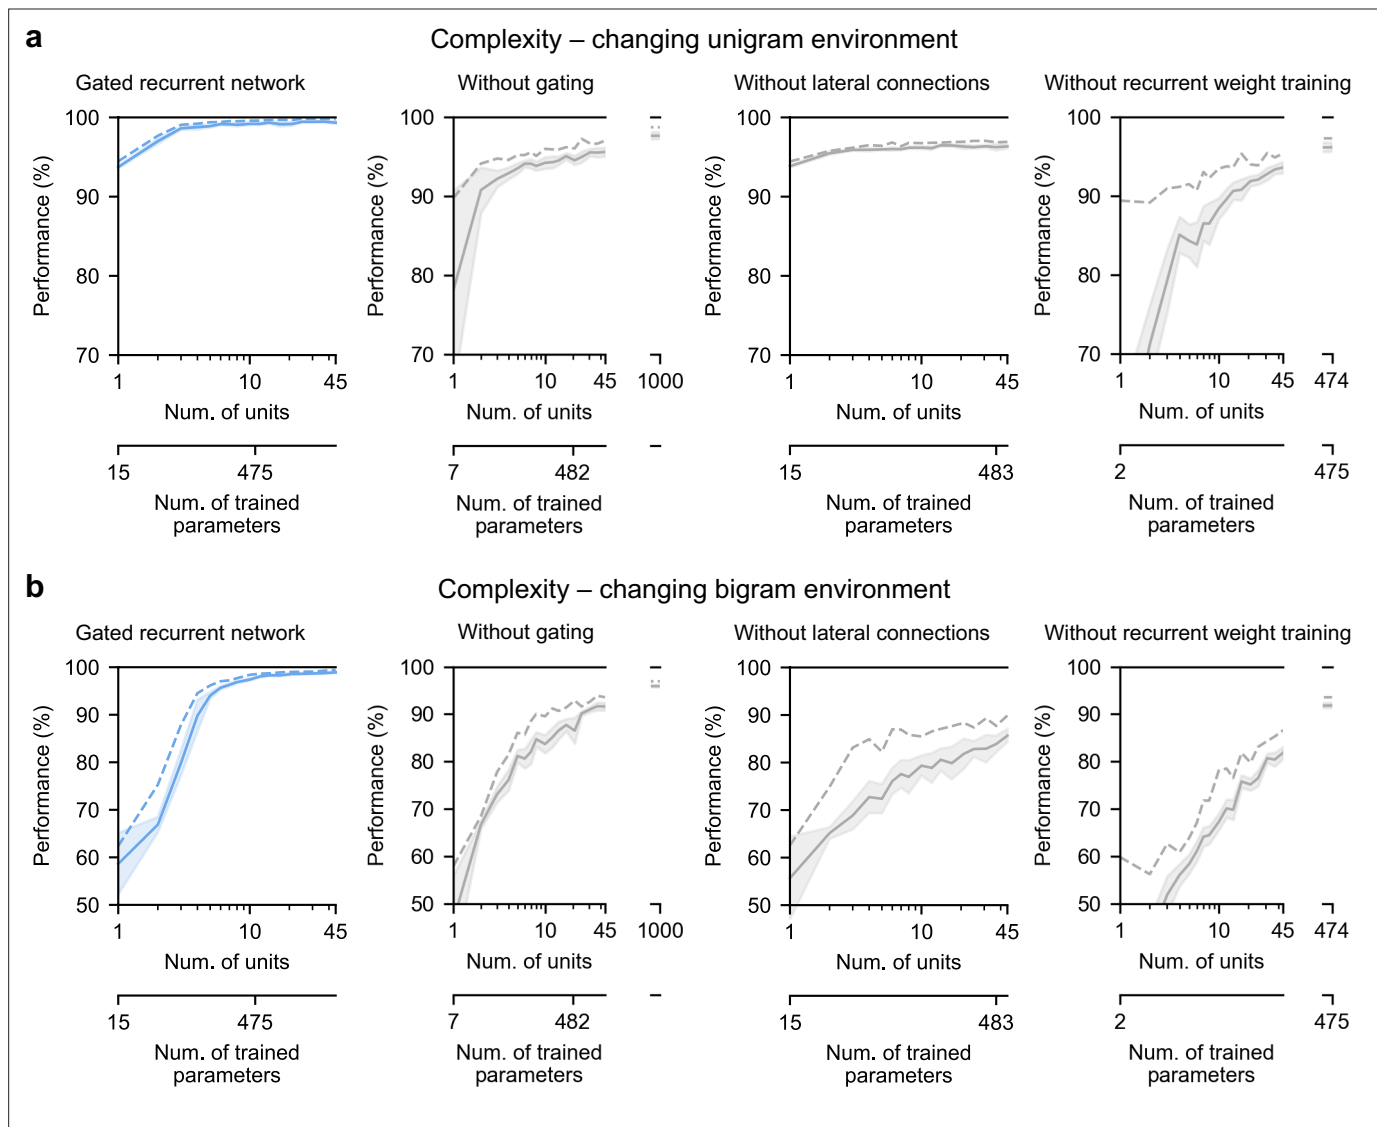 a
Complexity – changing unigram environment
Gated recurrent network
Without gating
Without lateral connections
Without recurrent weight training
Performance (%)
100
90
80
70
1 10 45
Num. of units
15 475
Num. of trained
parameters
Performance (%)
100
90
80
70
1 10 45 1000
Num. of units
7 482
Num. of trained
parameters
Performance (%)
100
90
80
70
1 10 45
Num. of units
15 483
Num. of trained
parameters
Performance (%)
100
90
80
70
1 10 45 474
Num. of units
2 475
Num. of trained
parameters
b
Complexity – changing bigram environment
Gated recurrent network
Without gating
Without lateral connections
Without recurrent weight training
Performance (%)
100
90
80
70
60
50
1 10 45
Num. of units
15 475
Num. of trained
parameters
Performance (%)
100
90
80
70
60
50
1 10 45 1000
Num. of units
7 482
Num. of trained
parameters
Performance (%)
100
90
80
70
60
50
1 10 45
Num. of units
15 483
Num. of trained
parameters
Performance (%)
100
90
80
70
60
50
1 10 45 474
Num. of units
2 475
Num. of trained
parameters